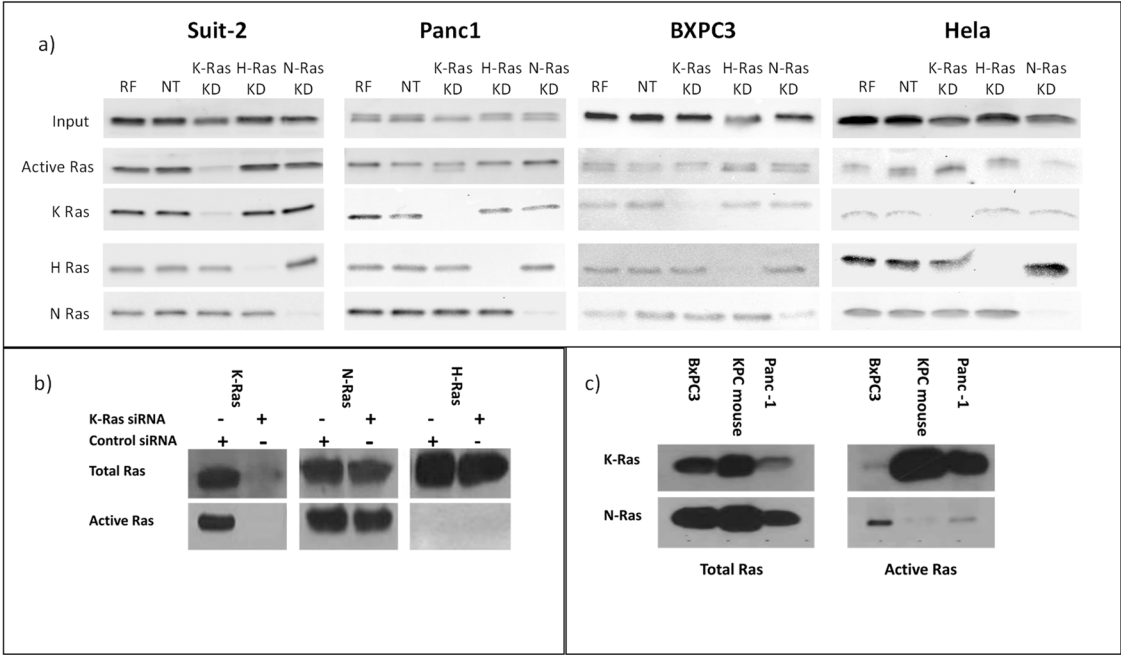 a)
Suit-2 Panc1 BXPC3 Hela
K-Ras H-Ras N-Ras K-Ras H-Ras N-Ras K-Ras H-Ras N-Ras K-Ras H-Ras N-Ras
RF NT KD KD KD RF NT KD KD KD RF NT KD KD KD RF NT KD KD KD
Input
Active Ras
K Ras
H Ras
N Ras
b)
K-Ras N-Ras H-Ras
K-Ras siRNA - + - + - +
Control siRNA + - + - + -
Total Ras
Active Ras
c)
BxPC3 KPC mouse Panc -1 BxPC3 KPC mouse Panc -1
K-Ras
N-Ras
Total Ras Active Ras